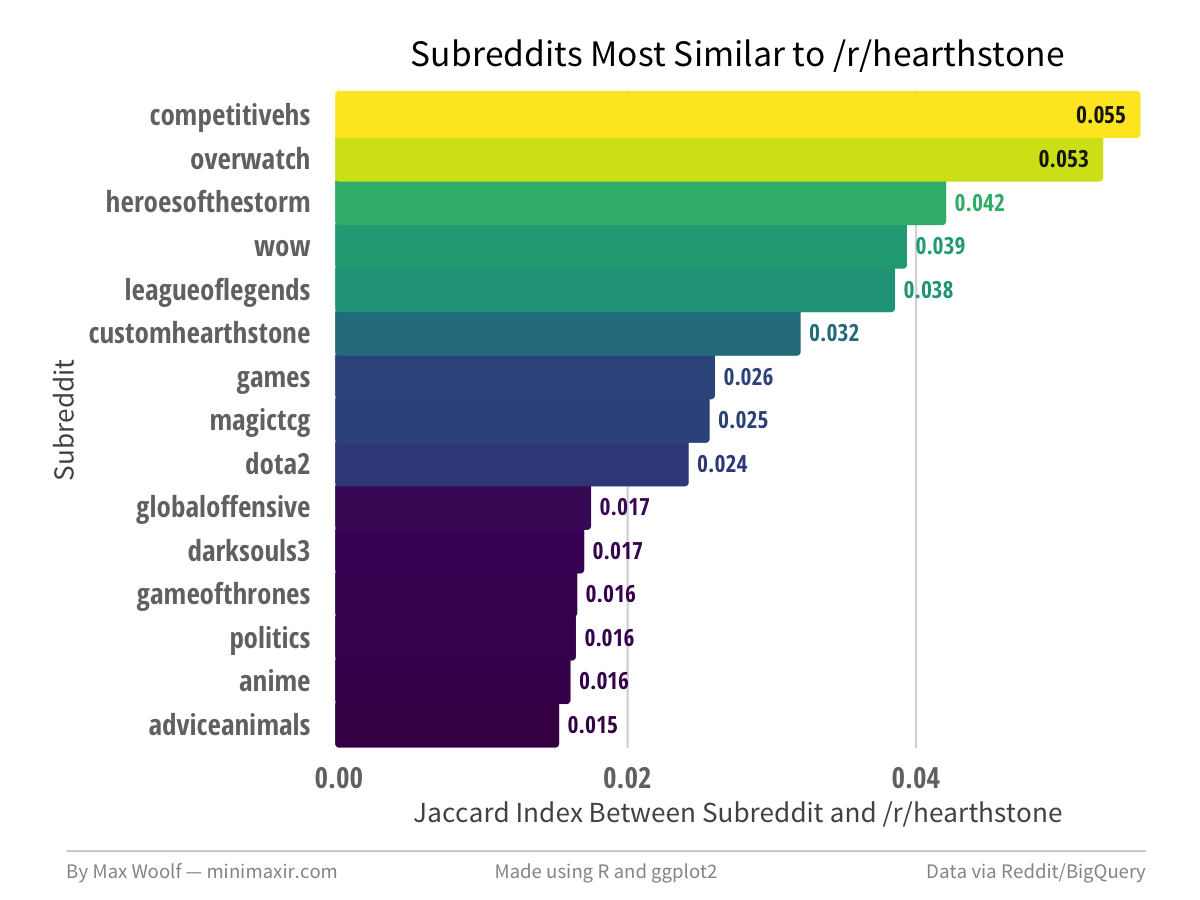 Subreddits Most Similar to /r/hearthstone
competitivehs 0.055
overwatch 0.053
heroesofthestorm 0.042
wow 0.039
leagueoflegends 0.038
customhearthstone 0.032
games 0.026
magictcg 0.025
dota2 0.024
globaloffensive 0.017
darksouls3 0.017
gameofthrones 0.016
politics 0.016
anime 0.016
adviceanimals 0.015
Subreddit
0.00 0.02 0.04
Jaccard Index Between Subreddit and /r/hearthstone
By Max Woolf — minimaxir.com Made using R and ggplot2 Data via Reddit/BigQuery